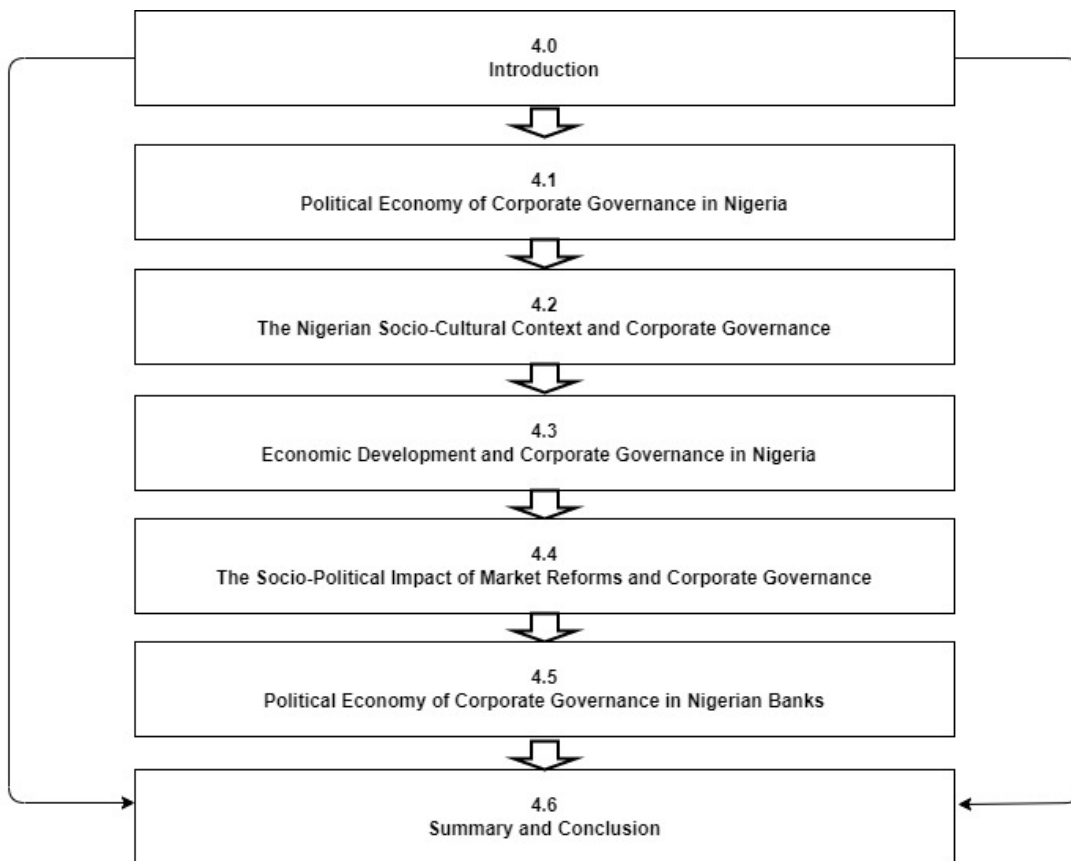 4.0
Introduction
4.1
Political Economy of Corporate Governance in Nigeria
4.2
The Nigerian Socio-Cultural Context and Corporate Governance
4.3
Economic Development and Corporate Governance in Nigeria
4.4
The Socio-Political Impact of Market Reforms and Corporate Governance
4.5
Political Economy of Corporate Governance in Nigerian Banks
4.6
Summary and Conclusion